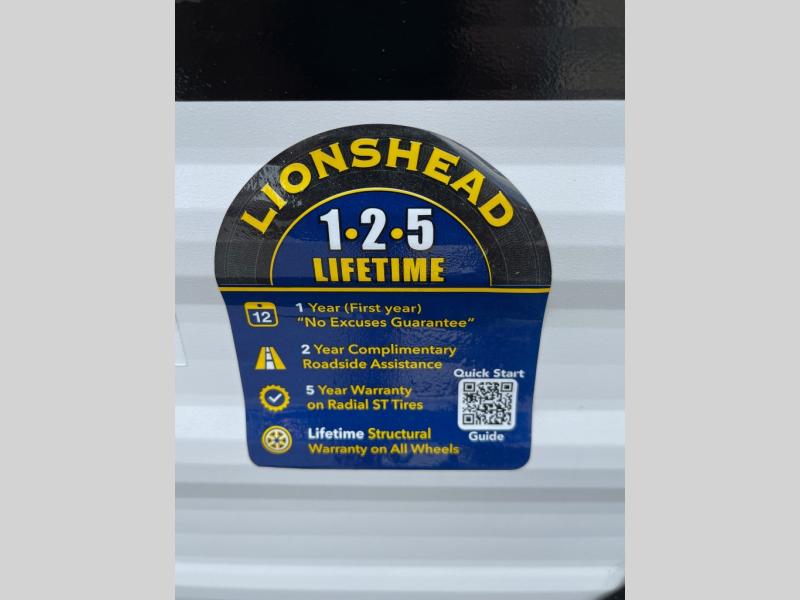 LIONSHEAD
1•2•5
LIFETIME
12
1 Year (First year)
"No Excuses Guarantee"
2 Year Complimentary
Roadside Assistance
5 Year Warranty
on Radial ST Tires
Lifetime Structural
Warranty on All Wheels
Quick Start
Guide